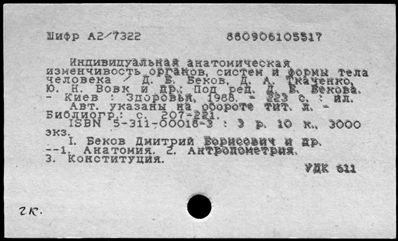 Шифр А2/7322 860906105517
Индивидуальная анатомическая
изменчивость органов, систем и формы тела
человека / Д. Б. Беков, Д. А. Ткаченко,
Ю. Н. Вовк и др.; Под ред. Д. Б. Бекова.
- Киев : Здоровья, 1988. - 223 с. : ил.
Авт. указаны на обороте тит. л. -
Библиогр.: с. 207-221.
ISBN 5-311-00018-3 : 3 р. 10 к., 3000
экз.
I. Беков Дмитрий Борисович и др.
--1. Анатомия. 2. Антропометрия.
3. Конституция.
УДК 611
2к.